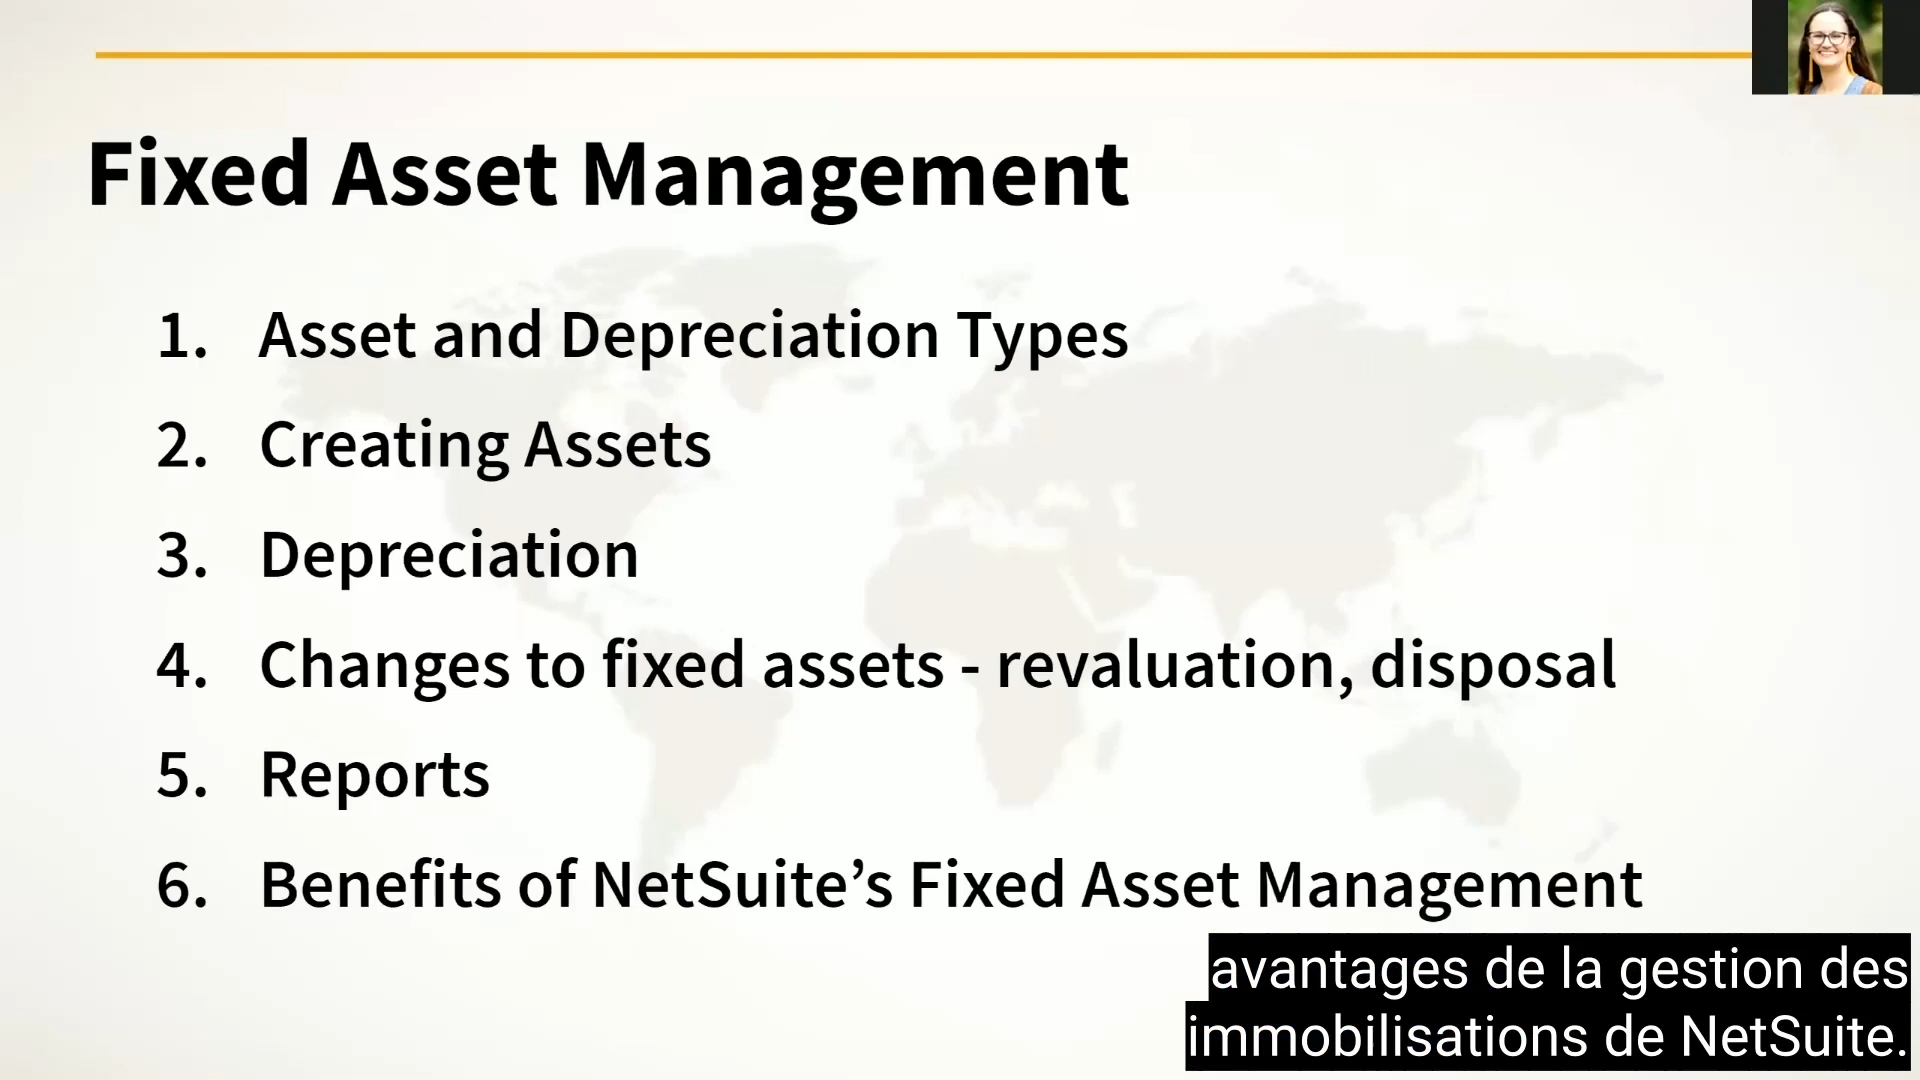 Fixed Asset Management
1. Asset and Depreciation Types
2. Creating Assets
3. Depreciation
4. Changes to fixed assets - revaluation, disposal
5. Reports
6. Benefits of NetSuite’s Fixed Asset Management
avantages de la gestion des
immobilisations de NetSuite.